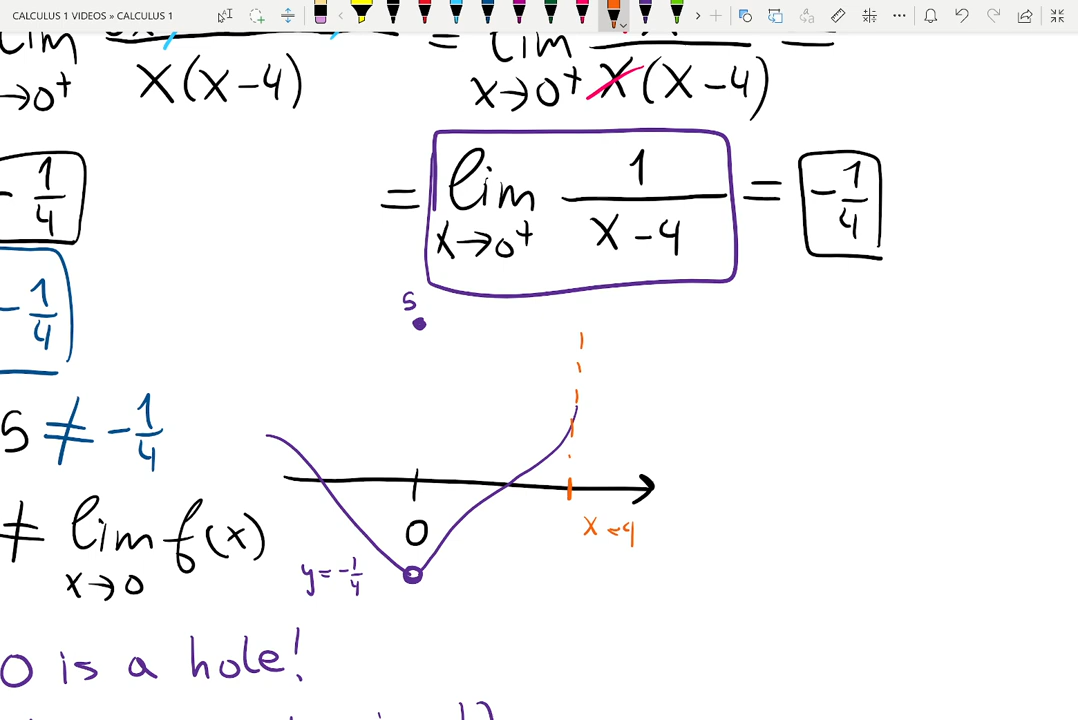 CALCULUS 1 VIDEOS » CALCULUS 1
lim = lim =
→0⁺ x(x-4) x→0⁺ x(x-4)
- 1/4 = lim x→0⁺ 1/(x-4) = -1/4
- 1/4
5
5 ≠ -1/4
≠ lim x→0 f(x)
0
x=4
y=-1/4
0 is a hole!